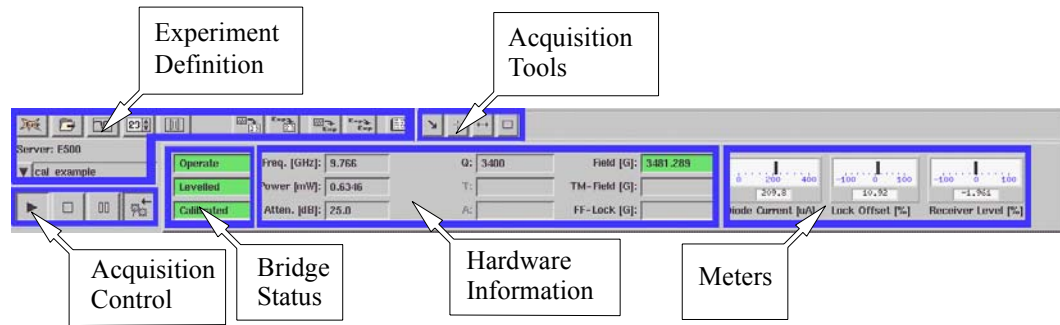 Experiment
Definition
Acquisition
Tools
Server: E500
cal_example
Operate
Levelled
Calibrated
Freq. [GHz]: 9.766
Power [mW]: 0.6346
Atten. [dB]: 25.0
Q: 3400
T:
A:
Field [G]: 3481.289
TM-Field [G]:
FF-Lock [G]:
0 200 400
209.8
Diode Current [uA]
-100 0 100
10.92
Lock Offset [%]
-100 0 100
-1.961
Receiver Level [%]
Acquisition
Control
Bridge
Status
Hardware
Information
Meters